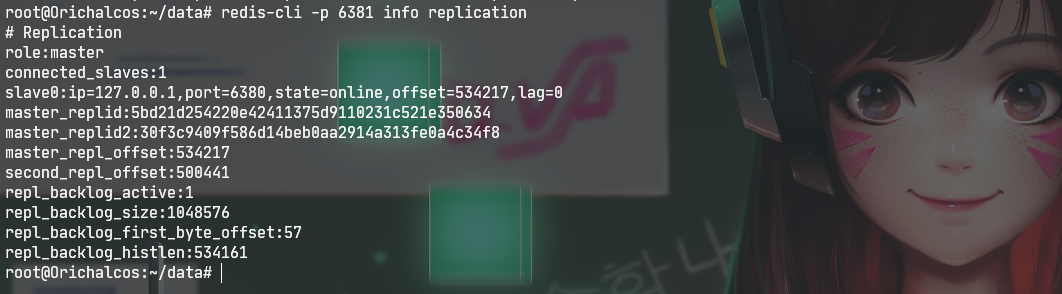 root@Orichalcos:~/data# redis-cli -p 6381 info replication
# Replication
role:master
connected_slaves:1
slave0:ip=127.0.0.1,port=6380,state=online,offset=534217,lag=0
master_replid:5bd21d254220e42411375d9110231c521e350634
master_replid2:30f3c9409f586d14beb0aa2914a313fe0a4c34f8
master_repl_offset:534217
second_repl_offset:500441
repl_backlog_active:1
repl_backlog_size:1048576
repl_backlog_first_byte_offset:57
repl_backlog_histlen:534161
root@Orichalcos:~/data#